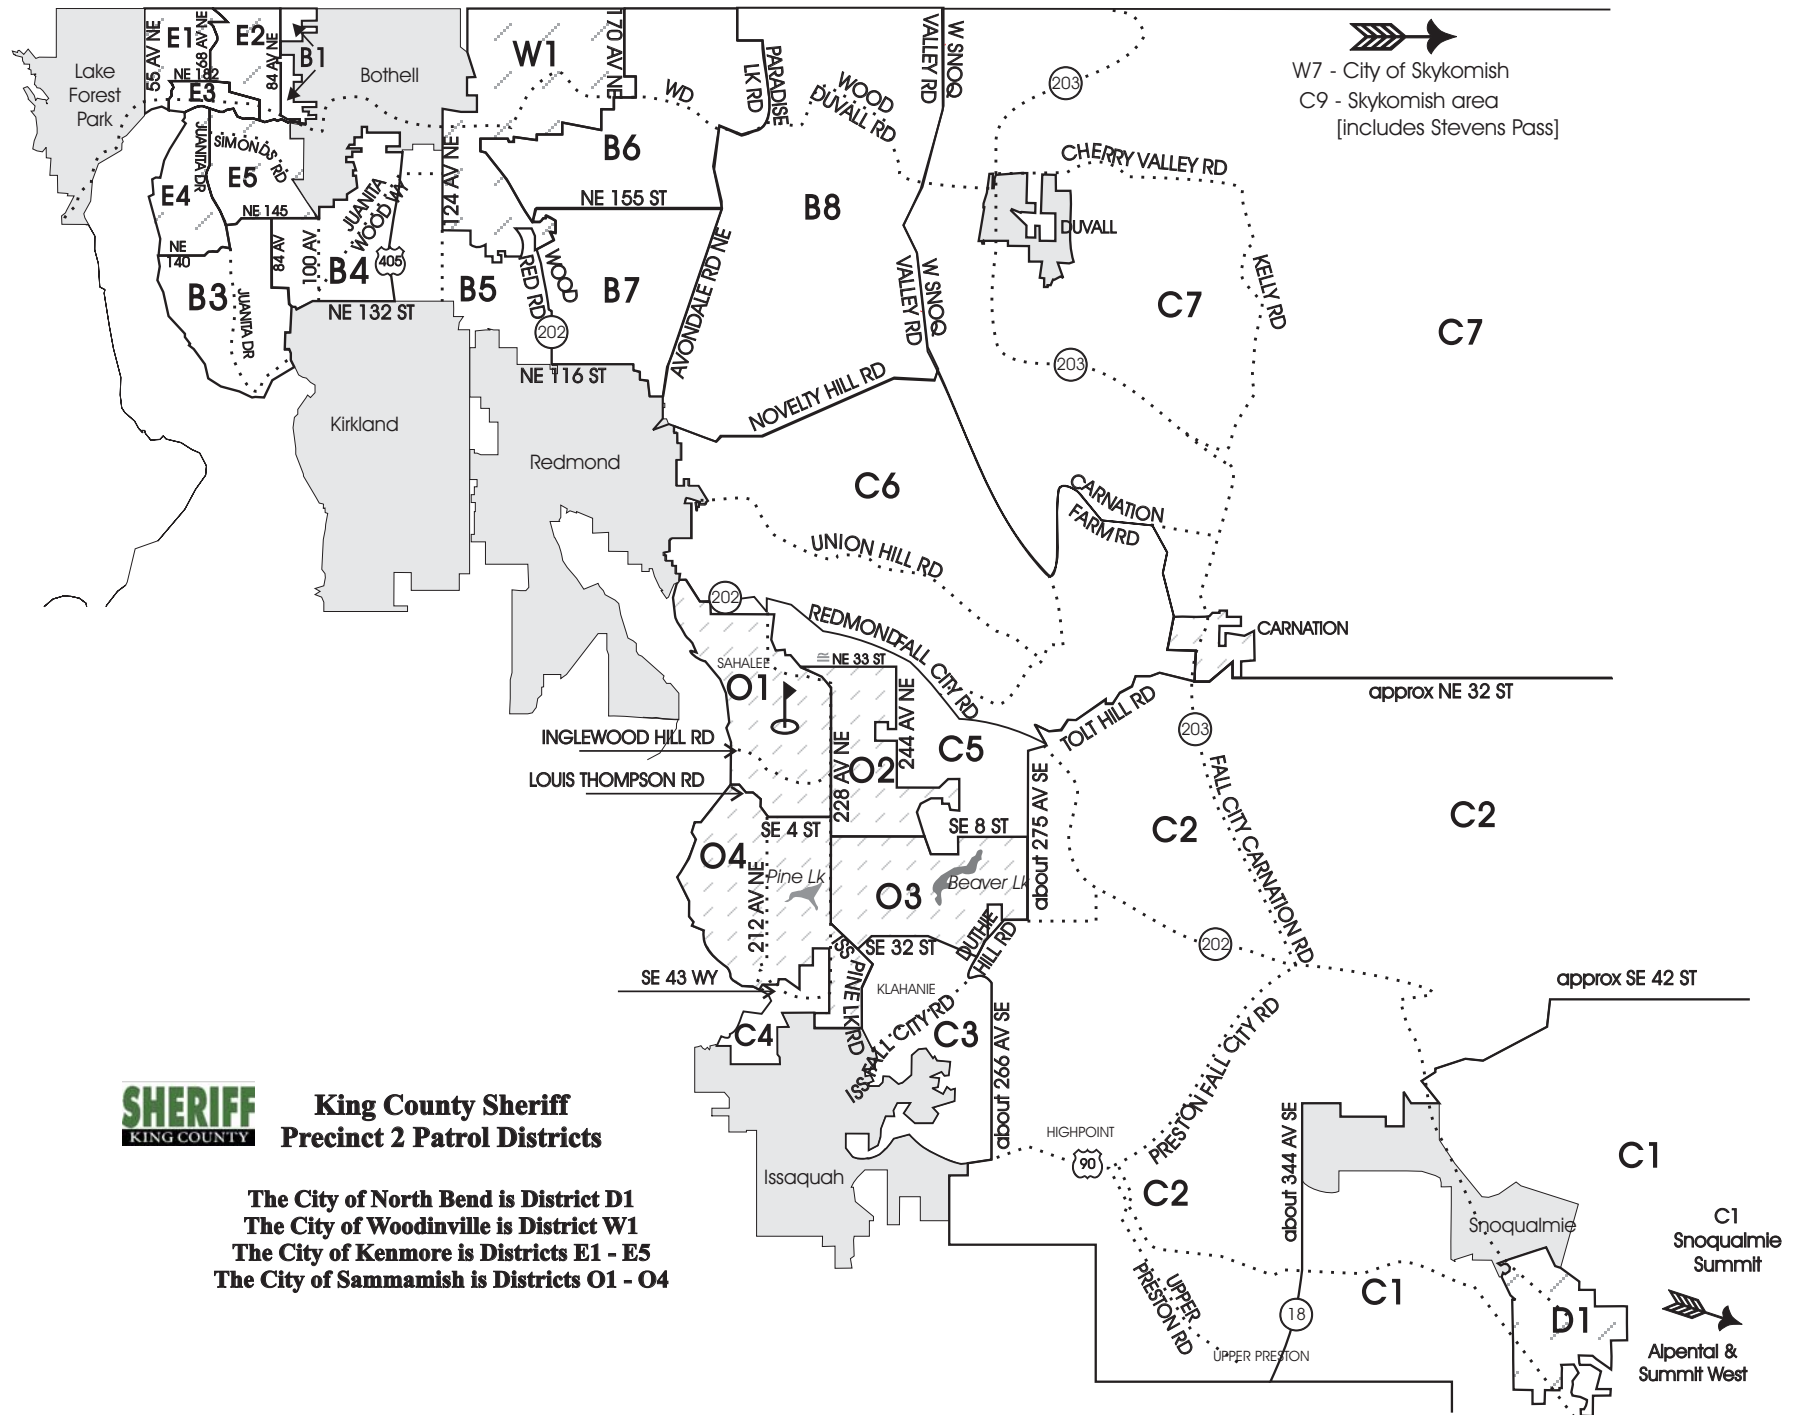 E1
E2
B1
55 AV NE
68 AV NE
84 AV NE
NE 182
E3
Lake
Forest
Park
Bothell
W1
170 AV NE
WD
PARADISE
LK RD
WOOD
DUVALL RD
W SNOQ
VALLEY RD
203
W7 - City of Skykomish
C9 - Skykomish area
[includes Stevens Pass]
JUANITA DR
SIMONDS RD
E4
E5
NE 145
JUANITA
WOOD WY
124 AV NE
B6
NE 155 ST
B8
CHERRY VALLEY RD
DUVALL
NE
140
84 AV
100 AV
B4
405
B3
JUANITA DR
NE 132 ST
B5
WOOD
RED RD
202
B7
AVONDALE RD NE
W SNOQ
VALLEY RD
C7
KELLY RD
C7
203
NE 116 ST
NOVELTY HILL RD
Kirkland
Redmond
C6
CARNATION
FARM RD
UNION HILL RD
202
REDMOND
FALL CITY RD
CARNATION
SAHALEE
≅ NE 33 ST
O1
244 AV NE
approx NE 32 ST
TOLT HILL RD
203
INGLEWOOD HILL RD
228 AV NE
O2
C5
LOUIS THOMPSON RD
FALL CITY CARNATION RD
about 275 AV SE
SE 4 ST
SE 8 ST
C2
C2
O4
212 AV NE
Pine Lk
O3
Beaver Lk
DUTHIE
HILL RD
202
SE 32 ST
ISS PINE LK RD
SE 43 WY
KLAHANIE
approx SE 42 ST
C4
ISS FALL CITY RD
C3
about 266 AV SE
PRESTON FALL CITY RD
SHERIFF
KING COUNTY
King County Sheriff
Precinct 2 Patrol Districts
HIGHPOINT
90
about 344 AV SE
C1
Issaquah
C2
The City of North Bend is District D1
The City of Woodinville is District W1
The City of Kenmore is Districts E1 - E5
The City of Sammamish is Districts O1 - O4
Snoqualmie
C1
Snoqualmie
Summit
UPPER
PRESTON RD
C1
18
D1
UPPER PRESTON
Alpental &
Summit West